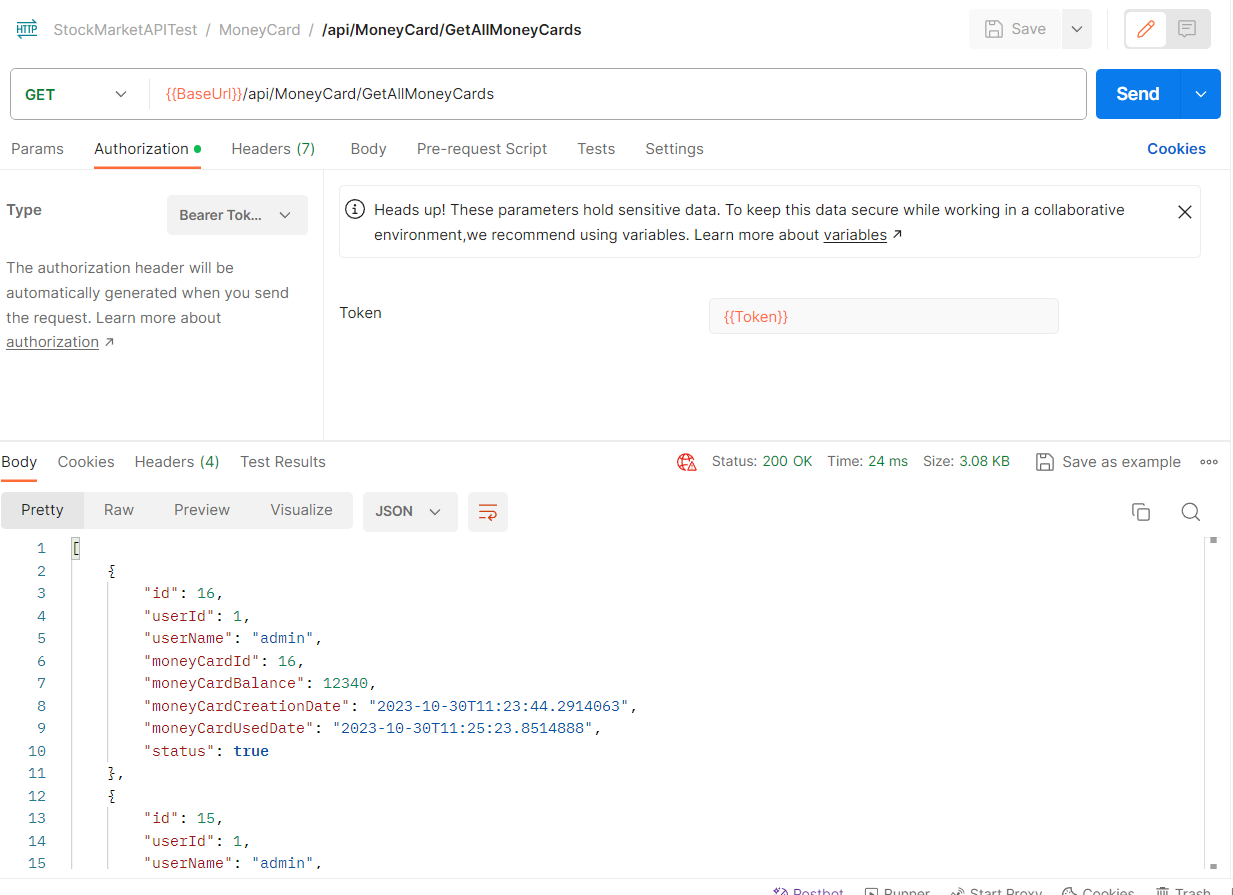 HTTP StockMarketAPITest / MoneyCard / /api/MoneyCard/GetAllMoneyCards Save
GET {{BaseUrl}}/api/MoneyCard/GetAllMoneyCards Send
Params Authorization Headers (7) Body Pre-request Script Tests Settings Cookies
Type Bearer Tok...
Heads up! These parameters hold sensitive data. To keep this data secure while working in a collaborative
environment,we recommend using variables. Learn more about variables ↗
The authorization header will be
automatically generated when you send
the request. Learn more about
authorization ↗
Token {{Token}}
Body Cookies Headers (4) Test Results Status: 200 OK Time: 24 ms Size: 3.08 KB Save as example
Pretty Raw Preview Visualize JSON
1 [
2 {
3 "id": 16,
4 "userId": 1,
5 "userName": "admin",
6 "moneyCardId": 16,
7 "moneyCardBalance": 12340,
8 "moneyCardCreationDate": "2023-10-30T11:23:44.2914063",
9 "moneyCardUsedDate": "2023-10-30T11:25:23.8514888",
10 "status": true
11 },
12 {
13 "id": 15,
14 "userId": 1,
15 "userName": "admin",
Postbot Runner Start Proxy Cookies Trash